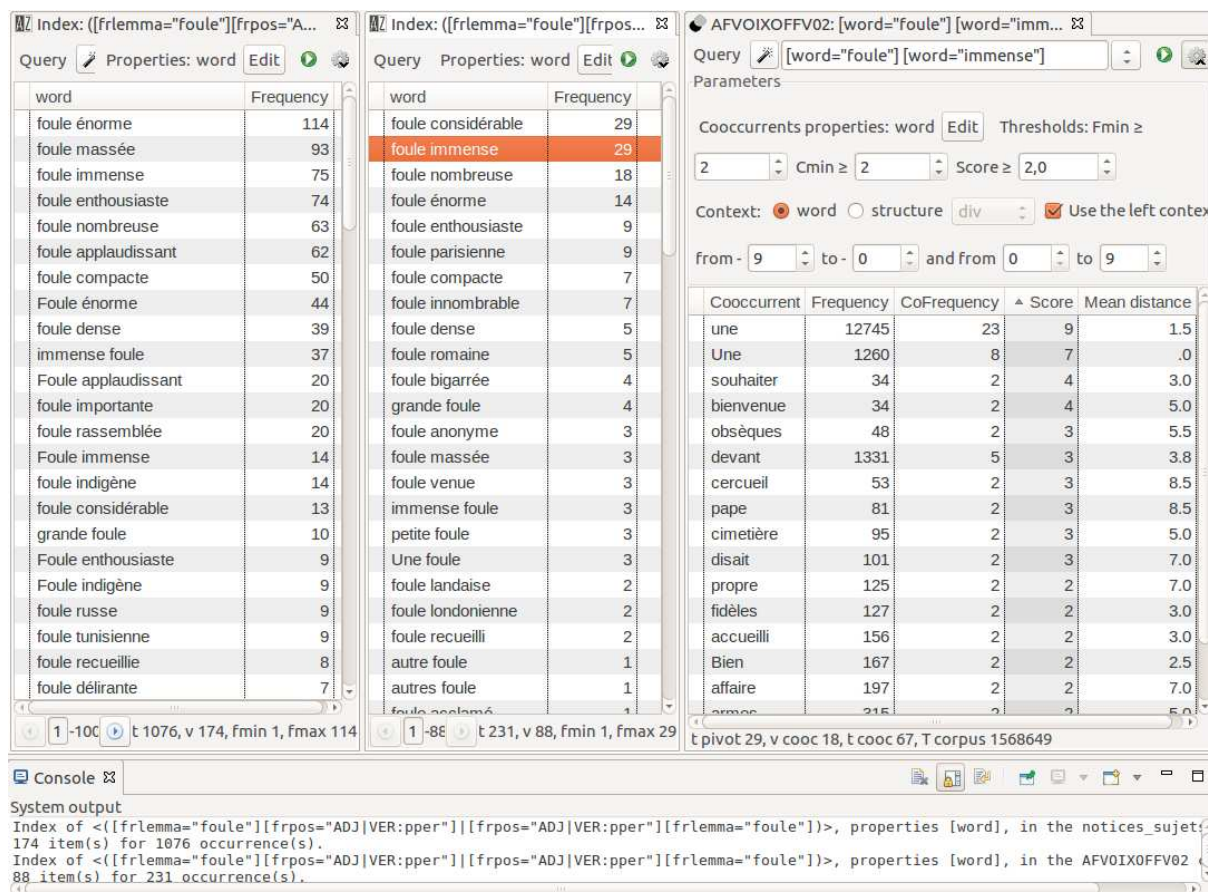 Index: ([frlemma="foule"][frpos="A...
Query Properties: word Edit
word Frequency
foule énorme 114
foule massée 93
foule immense 75
foule enthousiaste 74
foule nombreuse 63
foule applaudissant 62
foule compacte 50
Foule énorme 44
foule dense 39
immense foule 37
Foule applaudissant 20
foule importante 20
foule rassemblée 20
Foule immense 14
foule indigène 14
foule considérable 13
grande foule 10
Foule enthousiaste 9
Foule indigène 9
foule russe 9
foule tunisienne 9
foule recueillie 8
foule délirante 7
1 -100 t 1076, v 174, fmin 1, fmax 114
Index: ([frlemma="foule"][frpos...
Query Properties: word Edit
word Frequency
foule considérable 29
foule immense 29
foule nombreuse 18
foule énorme 14
foule enthousiaste 9
foule parisienne 9
foule compacte 7
foule innombrable 7
foule dense 5
foule romaine 5
foule bigarrée 4
grande foule 4
foule anonyme 3
foule massée 3
foule venue 3
immense foule 3
petite foule 3
Une foule 3
foule landaise 2
foule londonienne 2
foule recueilli 2
autre foule 1
autres foule 1
foule acclamé 1
1 -88 t 231, v 88, fmin 1, fmax 29
AFVOIXOFFV02: [word="foule"] [word="imm...
Query [word="foule"] [word="immense"]
Parameters
Cooccurrents properties: word Edit Thresholds: Fmin ≥
2 Cmin ≥ 2 Score ≥ 2,0
Context: word structure div Use the left contex
from - 9 to - 0 and from 0 to 9
Cooccurrent Frequency CoFrequency Score Mean distance
une 12745 23 9 1.5
Une 1260 8 7 .0
souhaiter 34 2 4 3.0
bienvenue 34 2 4 5.0
obsèques 48 2 3 5.5
devant 1331 5 3 3.8
cercueil 53 2 3 8.5
pape 81 2 3 8.5
cimetière 95 2 3 5.0
disait 101 2 3 7.0
propre 125 2 2 7.0
fidèles 127 2 2 3.0
accueilli 156 2 2 3.0
Bien 167 2 2 2.5
affaire 197 2 2 7.0
armes 315 2 2 5.0
t pivot 29, v cooc 18, t cooc 67, T corpus 1568649
Console
System output
Index of <([frlemma="foule"][frpos="ADJ|VER:pper"]|[frpos="ADJ|VER:pper"][frlemma="foule"])>, properties [word], in the notices_sujets
174 item(s) for 1076 occurrence(s).
Index of <([frlemma="foule"][frpos="ADJ|VER:pper"]|[frpos="ADJ|VER:pper"][frlemma="foule"])>, properties [word], in the AFVOIXOFFV02
88 item(s) for 231 occurrence(s).